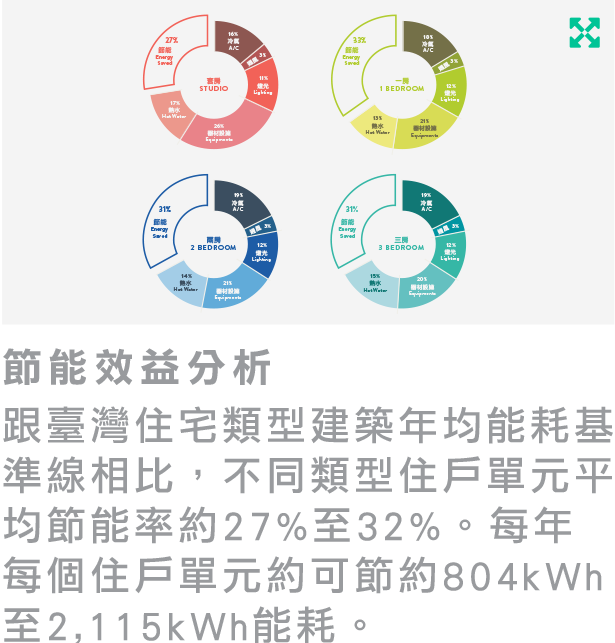 27%
節能
Energy
Saved
16%
冷氣
A/C
3%
11%
燈光
Lighting
套房
STUDIO
17%
熱水
Hot Water
26%
器材設備
Equipments
33%
節能
Energy
Saved
18%
冷氣
A/C
3%
12%
燈光
Lighting
一房
1 BEDROOM
13%
熱水
Hot Water
21%
器材設備
Equipments
31%
節能
Energy
Saved
19%
冷氣
A/C
3%
12%
燈光
Lighting
兩房
2 BEDROOM
14%
熱水
Hot Water
21%
器材設備
Equipments
31%
節能
Energy
Saved
19%
冷氣
A/C
3%
12%
燈光
Lighting
三房
3 BEDROOM
15%
熱水
Hot Water
20%
器材設備
Equipments
節能效益分析
跟臺灣住宅類型建築年均能耗基
準線相比，不同類型住戶單元平
均節能率約27%至32%。每年
每個住戶單元約可節約804kWh
至2,115kWh能耗。